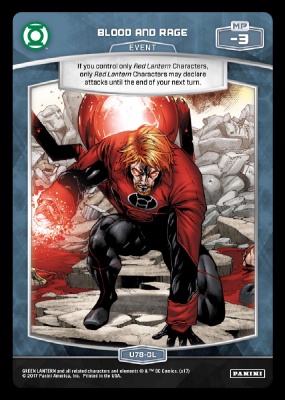 BLOOD AND RAGE
MP
-3
EVENT
If you control only Red Lantern Characters,
only Red Lantern Characters may declare
attacks until the end of your next turn.
U78-GL
GREEN LANTERN and all related characters and elements © & ™ DC Comics. (s17)
© 2017 Panini America, Inc. Printed in the USA.
PANINI